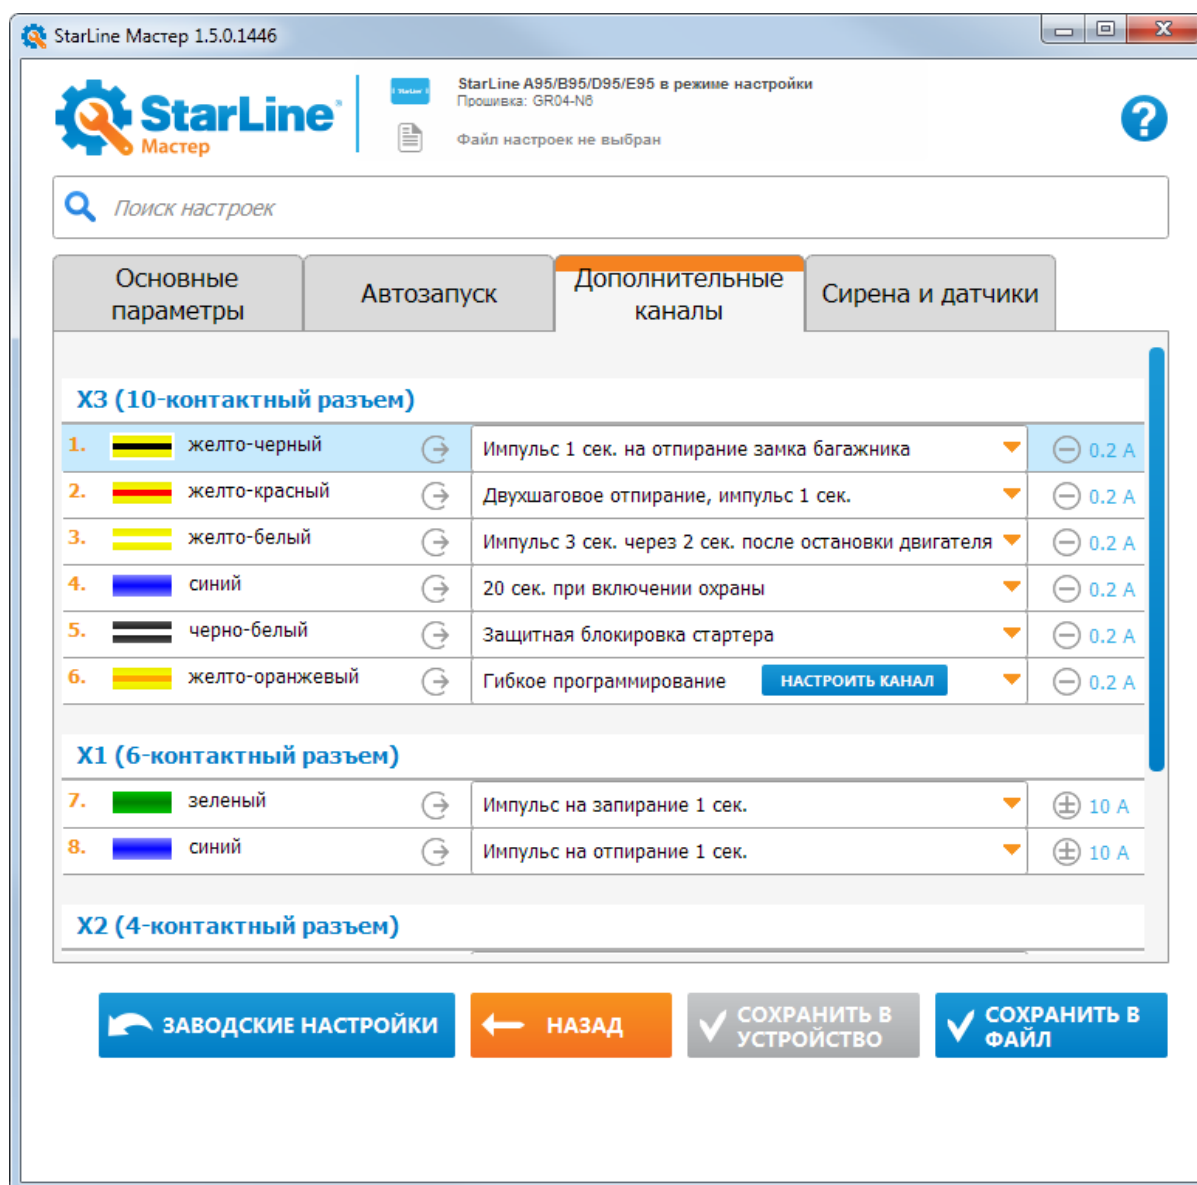 StarLine Мастер 1.5.0.1446
StarLine
Мастер
StarLine A95/B95/D95/E95 в режиме настройки
Прошивка: GR04-N6
Файл настроек не выбран
?
Поиск настроек
Основные параметры
Автозапуск
Дополнительные каналы
Сирена и датчики
X3 (10-контактный разъем)
1. желто-черный Импульс 1 сек. на отпирание замка багажника 0.2 А
2. желто-красный Двухшаговое отпирание, импульс 1 сек. 0.2 А
3. желто-белый Импульс 3 сек. через 2 сек. после остановки двигателя 0.2 А
4. синий 20 сек. при включении охраны 0.2 А
5. черно-белый Защитная блокировка стартера 0.2 А
6. желто-оранжевый Гибкое программирование НАСТРОИТЬ КАНАЛ 0.2 А
X1 (6-контактный разъем)
7. зеленый Импульс на запирание 1 сек. 10 А
8. синий Импульс на отпирание 1 сек. 10 А
X2 (4-контактный разъем)
ЗАВОДСКИЕ НАСТРОЙКИ
НАЗАД
СОХРАНИТЬ В
УСТРОЙСТВО
СОХРАНИТЬ В
ФАЙЛ